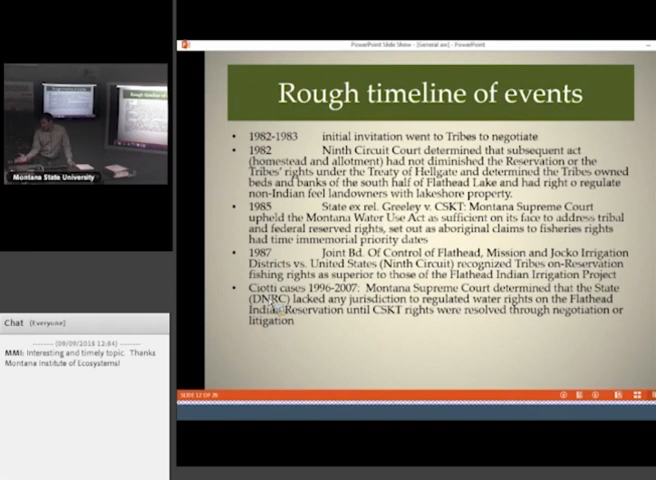 PowerPoint Slide Show - [General aw] - PowerPoint
Rough timeline of events
• 1982-1983 initial invitation went to Tribes to negotiate
• 1982 Ninth Circuit Court determined that subsequent act
(homestead and allotment) had not diminished the Reservation or the
Tribes' rights under the Treaty of Hellgate and determined the Tribes owned
beds and banks of the south half of Flathead Lake and had right o regulate
non-Indian feel landowners with lakeshore property.
• 1985 State ex rel. Greeley v. CSKT: Montana Supreme Court
upheld the Montana Water Use Act as sufficient on its face to address tribal
and federal reserved rights, set out as aboriginal claims to fisheries rights
had time immemorial priority dates
• 1987 Joint Bd. Of Control of Flathead, Mission and Jocko Irrigation
Districts vs. United States (Ninth Circuit) recognized Tribes on-Reservation
fishing rights as superior to those of the Flathead Indian Irrigation Project
• Ciotti cases 1996-2007: Montana Supreme Court determined that the State
(DNRC) lacked any jurisdiction to regulated water rights on the Flathead
Indian Reservation until CSKT rights were resolved through negotiation or
litigation
SLIDE 12 OF 26
Montana State University
Chat (Everyone)
------- (09/09/2016 12:04) ------
MMI: Interesting and timely topic. Thanks
Montana Institute of Ecosystems!